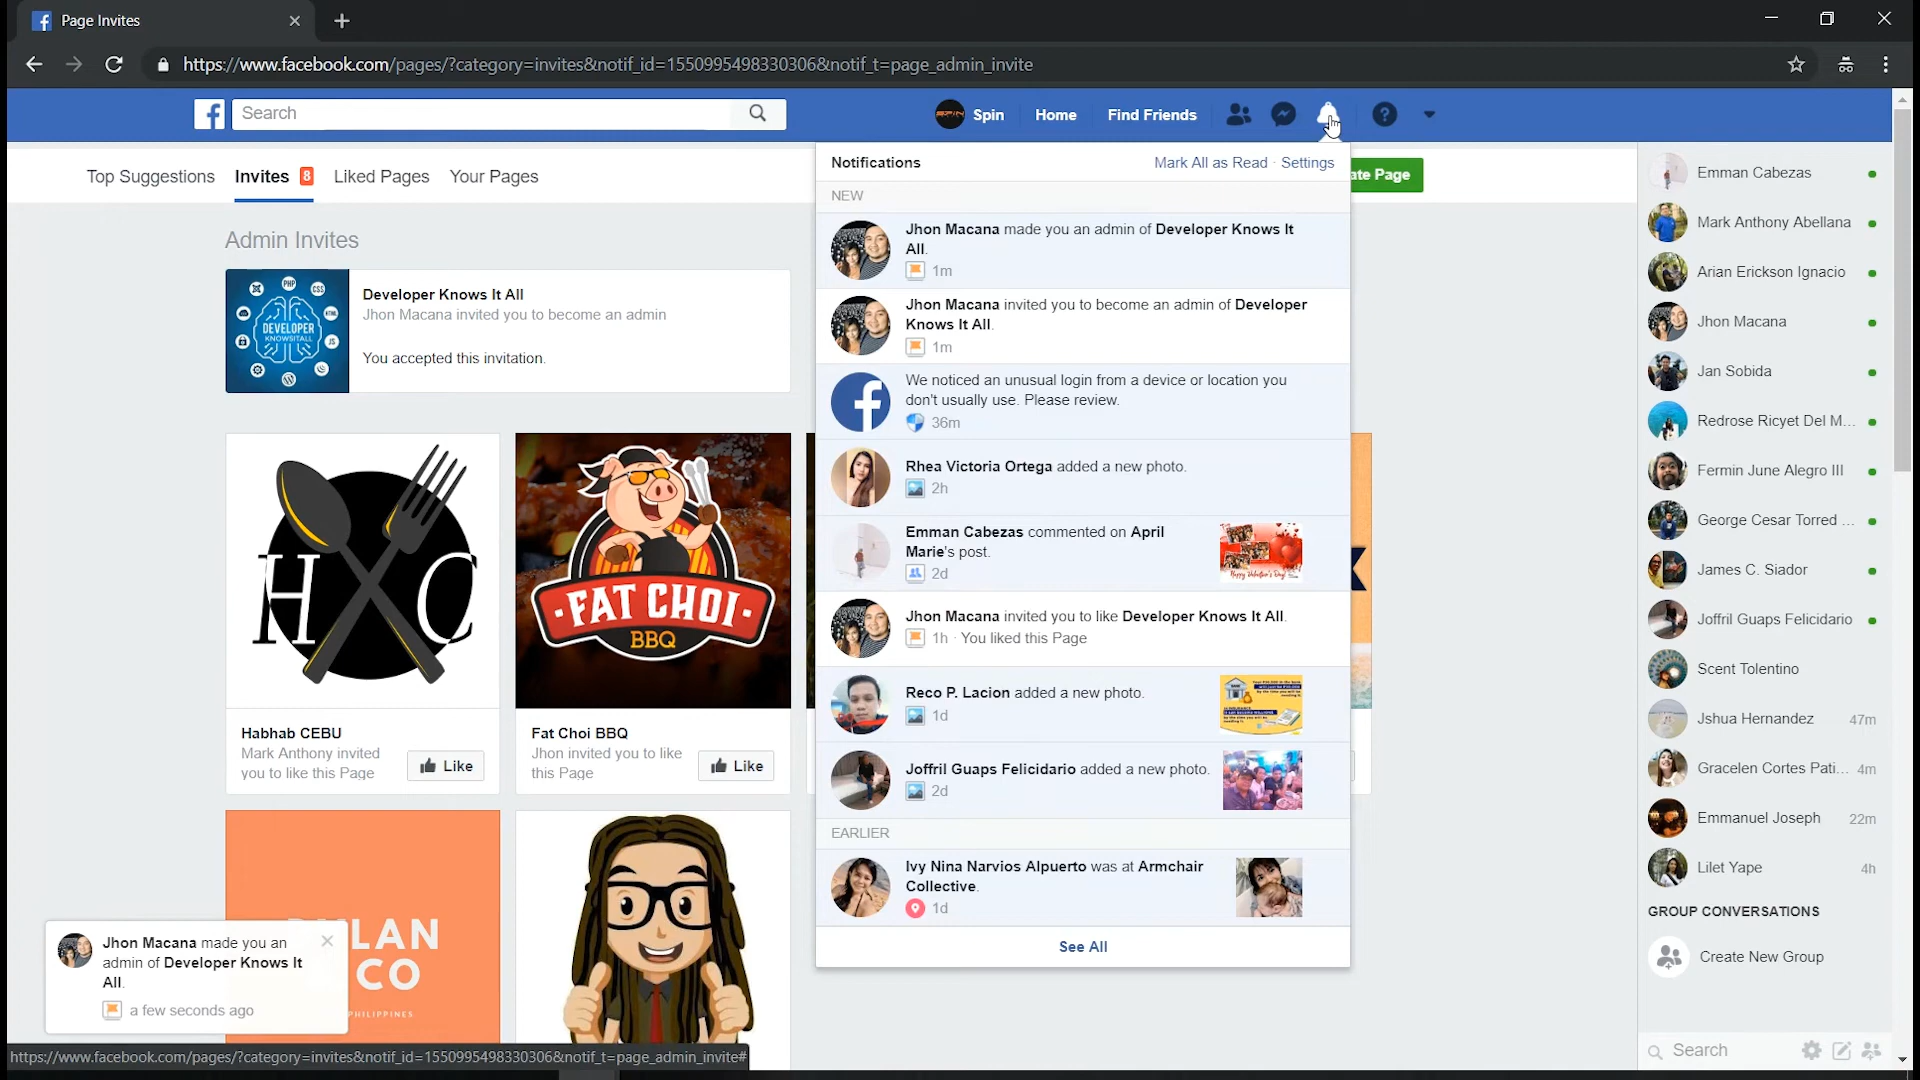 Page Invites
https://www.facebook.com/pages/?category=invites&notif_id=1550995498330306&notif_t=page_admin_invite
Search
Spin
Home
Find Friends
Top Suggestions
Invites 8
Liked Pages
Your Pages
ate Page
Notifications
Mark All as Read · Settings
NEW
Jhon Macana made you an admin of Developer Knows It
All.
1m
Jhon Macana invited you to become an admin of Developer
Knows It All.
1m
We noticed an unusual login from a device or location you
don't usually use. Please review.
36m
Rhea Victoria Ortega added a new photo.
2h
Emman Cabezas commented on April
Marie's post.
2d
Happy Valentine's Day!
Jhon Macana invited you to like Developer Knows It All.
1h · You liked this Page
Reco P. Lacion added a new photo.
1d
Joffril Guaps Felicidario added a new photo.
2d
EARLIER
Ivy Nina Narvios Alpuerto was at Armchair
Collective.
1d
See All
Admin Invites
PHP
CSS
HTML
JS
DEVELOPER
KNOWSITALL
Developer Knows It All
Jhon Macana invited you to become an admin
You accepted this invitation.
H C
Habhab CEBU
Mark Anthony invited
you to like this Page
Like
FAT CHOI
BBQ
Fat Choi BBQ
Jhon invited you to like
this Page
Like
LAN
CO
PHILIPPINES
Jhon Macana made you an
admin of Developer Knows It
All.
a few seconds ago
https://www.facebook.com/pages/?category=invites&notif_id=1550995498330306&notif_t=page_admin_invite#
Emman Cabezas
Mark Anthony Abellana
Arian Erickson Ignacio
Jhon Macana
Jan Sobida
Redrose Ricyet Del M...
Fermin June Alegro III
George Cesar Torred ...
James C. Siador
Joffril Guaps Felicidario
Scent Tolentino
Jshua Hernandez 47m
Gracelen Cortes Pati... 4m
Emmanuel Joseph 22m
Lilet Yape 4h
GROUP CONVERSATIONS
Create New Group
Search